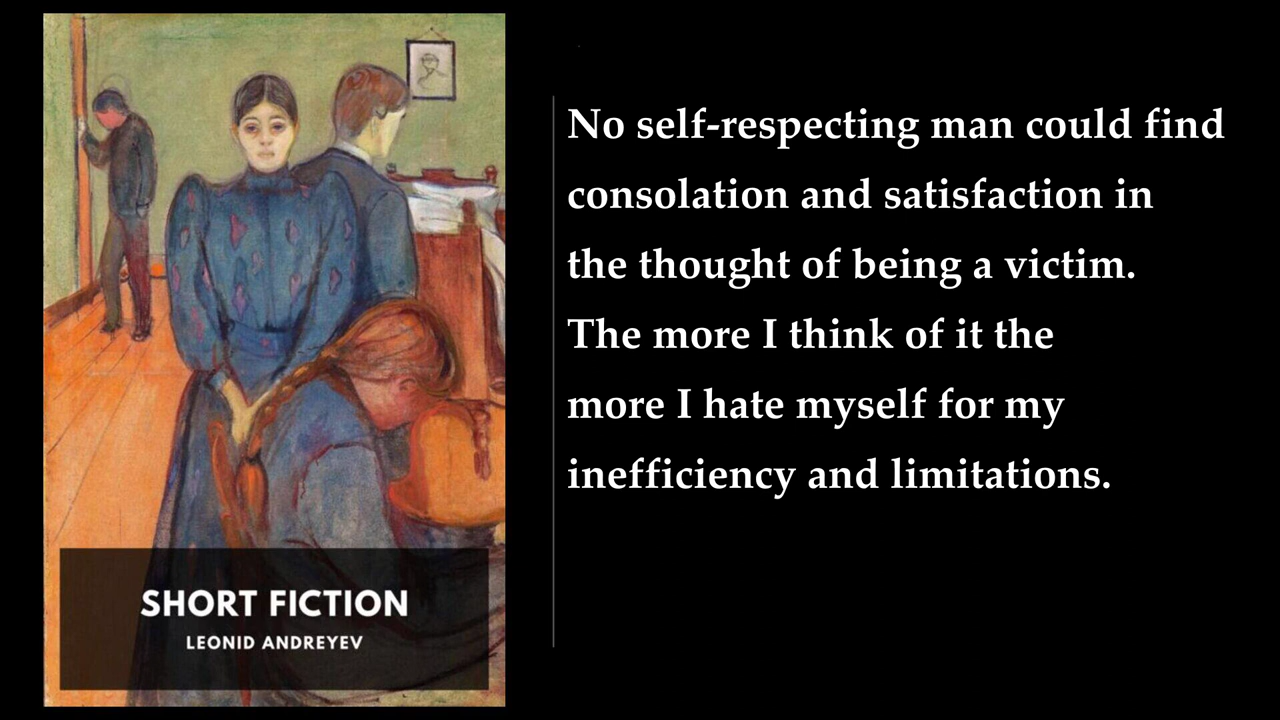 SHORT FICTION
LEONID ANDREYEV
No self-respecting man could find
consolation and satisfaction in
the thought of being a victim.
The more I think of it the
more I hate myself for my
inefficiency and limitations.